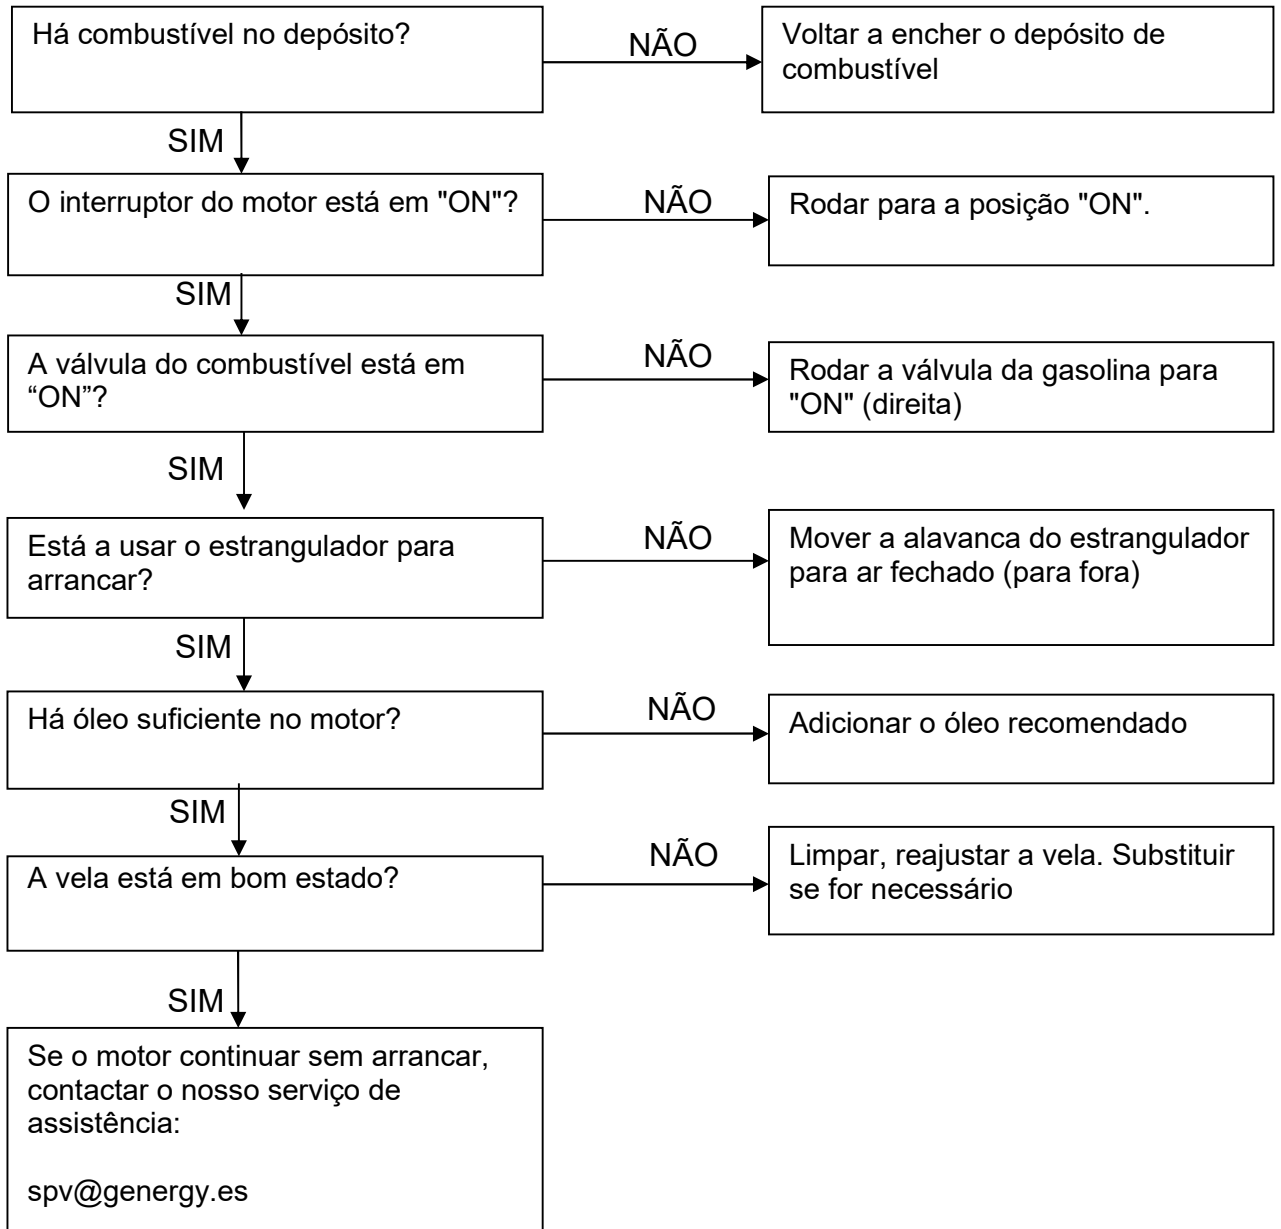 Há combustível no depósito?
NÃO
Voltar a encher o depósito de
combustível
SIM
O interruptor do motor está em "ON"?
NÃO
Rodar para a posição "ON".
SIM
A válvula do combustível está em
“ON”?
NÃO
Rodar a válvula da gasolina para
"ON" (direita)
SIM
Está a usar o estrangulador para
arrancar?
NÃO
Mover a alavanca do estrangulador
para ar fechado (para fora)
SIM
Há óleo suficiente no motor?
NÃO
Adicionar o óleo recomendado
SIM
A vela está em bom estado?
NÃO
Limpar, reajustar a vela. Substituir
se for necessário
SIM
Se o motor continuar sem arrancar,
contactar o nosso serviço de
assistência:
spv@genergy.es